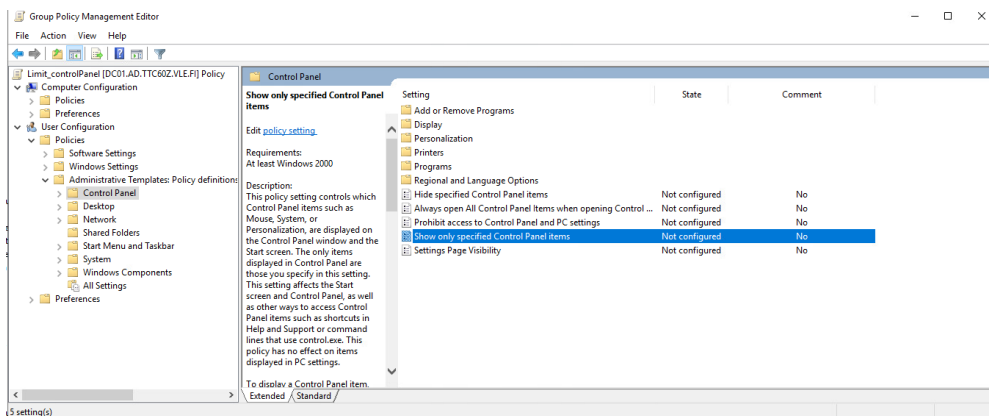 Group Policy Management Editor
File Action View Help
Limit_controlPanel [DC01.AD.TTC60Z.VLE.FI] Policy
Computer Configuration
Policies
Preferences
User Configuration
Policies
Software Settings
Windows Settings
Administrative Templates: Policy definitions
Control Panel
Desktop
Network
Shared Folders
Start Menu and Taskbar
System
Windows Components
All Settings
Preferences
Control Panel
Show only specified Control Panel
items
Edit policy setting
Requirements:
At least Windows 2000
Description:
This policy setting controls which
Control Panel items such as
Mouse, System, or
Personalization, are displayed on
the Control Panel window and the
Start screen. The only items
displayed in Control Panel are
those you specify in this setting.
This setting affects the Start
screen and Control Panel, as well
as other ways to access Control
Panel items such as shortcuts in
Help and Support or command
lines that use control.exe. This
policy has no effect on items
displayed in PC settings.
To display a Control Panel item,
Setting State Comment
Add or Remove Programs
Display
Personalization
Printers
Programs
Regional and Language Options
Hide specified Control Panel items Not configured No
Always open All Control Panel Items when opening Control ... Not configured No
Prohibit access to Control Panel and PC settings Not configured No
Show only specified Control Panel items Not configured No
Settings Page Visibility Not configured No
Extended Standard
5 setting(s)